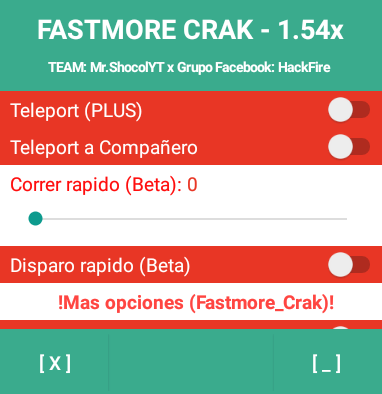 FASTMORE CRAK - 1.54x
TEAM: Mr.ShocolYT x Grupo Facebook: HackFire
Teleport (PLUS)
Teleport a Compañero
Correr rapido (Beta): 0
Disparo rapido (Beta)
!Mas opciones (Fastmore_Crak)!
[ X ] [ _ ]